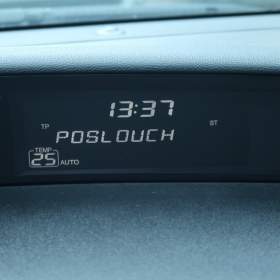 13:37
TP ST
POSLOUCH
TEMP
25 AUTO